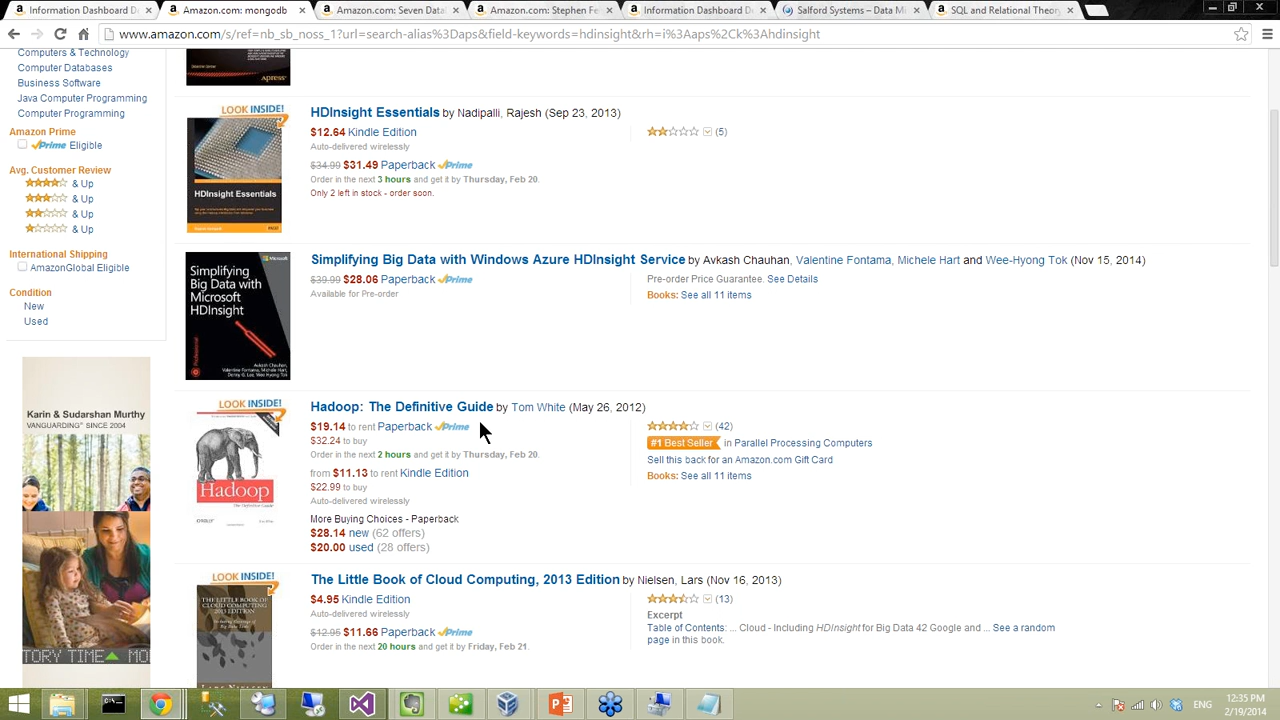 Information Dashboard De
Amazon.com: mongodb
Amazon.com: Seven Datal
Amazon.com: Stephen Fe
Information Dashboard De
Salford Systems – Data Mi
SQL and Relational Theory
www.amazon.com/s/ref=nb_sb_noss_1?url=search-alias%3Daps&field-keywords=hdinsight&rh=i%3Aaps%2Ck%3Ahdinsight
Computers & Technology
Computer Databases
Business Software
Java Computer Programming
Computer Programming
Amazon Prime
Prime Eligible
Avg. Customer Review
& Up
& Up
& Up
& Up
International Shipping
AmazonGlobal Eligible
Condition
New
Used
Karin & Sudarshan Murthy
VANGUARDING™ SINCE 2004
TORY TIME
Apress
LOOK INSIDE!
HDInsight Essentials
HDInsight Essentials by Nadipalli, Rajesh (Sep 23, 2013)
$12.64 Kindle Edition
(5)
Auto-delivered wirelessly
$34.99 $31.49 Paperback Prime
Order in the next 3 hours and get it by Thursday, Feb 20.
Only 2 left in stock - order soon.
Microsoft
Simplifying
Big Data with
Microsoft
HDInsight
Professional
Avkash Chauhan,
Valentine Fontama, Michele Hart,
Denny G. Lee, Wee Hyong Tok
Simplifying Big Data with Windows Azure HDInsight Service by Avkash Chauhan, Valentine Fontama, Michele Hart and Wee-Hyong Tok (Nov 15, 2014)
$39.99 $28.06 Paperback Prime
Available for Pre-order
Pre-order Price Guarantee. See Details
Books: See all 11 items
LOOK INSIDE!
Hadoop
The Definitive Guide
O'REILLY
Hadoop: The Definitive Guide by Tom White (May 26, 2012)
$19.14 to rent Paperback Prime
$32.24 to buy
Order in the next 2 hours and get it by Thursday, Feb 20.
from $11.13 to rent Kindle Edition
$22.99 to buy
Auto-delivered wirelessly
More Buying Choices - Paperback
$28.14 new (62 offers)
$20.00 used (28 offers)
(42)
#1 Best Seller in Parallel Processing Computers
Sell this back for an Amazon.com Gift Card
Books: See all 11 items
LOOK INSIDE!
THE LITTLE BOOK OF
CLOUD COMPUTING
2013 EDITION
LARS NIELSEN
The Little Book of Cloud Computing, 2013 Edition by Nielsen, Lars (Nov 16, 2013)
$4.95 Kindle Edition
Auto-delivered wirelessly
$12.95 $11.66 Paperback Prime
Order in the next 20 hours and get it by Friday, Feb 21.
(13)
Excerpt
Table of Contents: ... Cloud - Including HDInsight for Big Data 42 Google and ... See a random
page in this book.
ENG
12:35 PM
2/19/2014